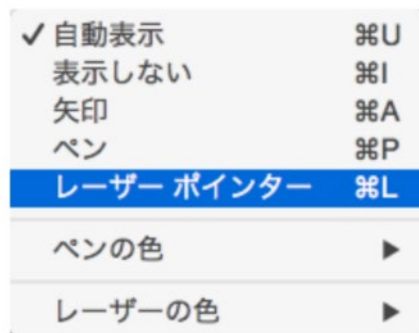 ✓ 自動表示 ⌘U
表示しない ⌘I
矢印 ⌘A
ペン ⌘P
レーザー ポインター ⌘L
ペンの色 ▶
レーザーの色 ▶